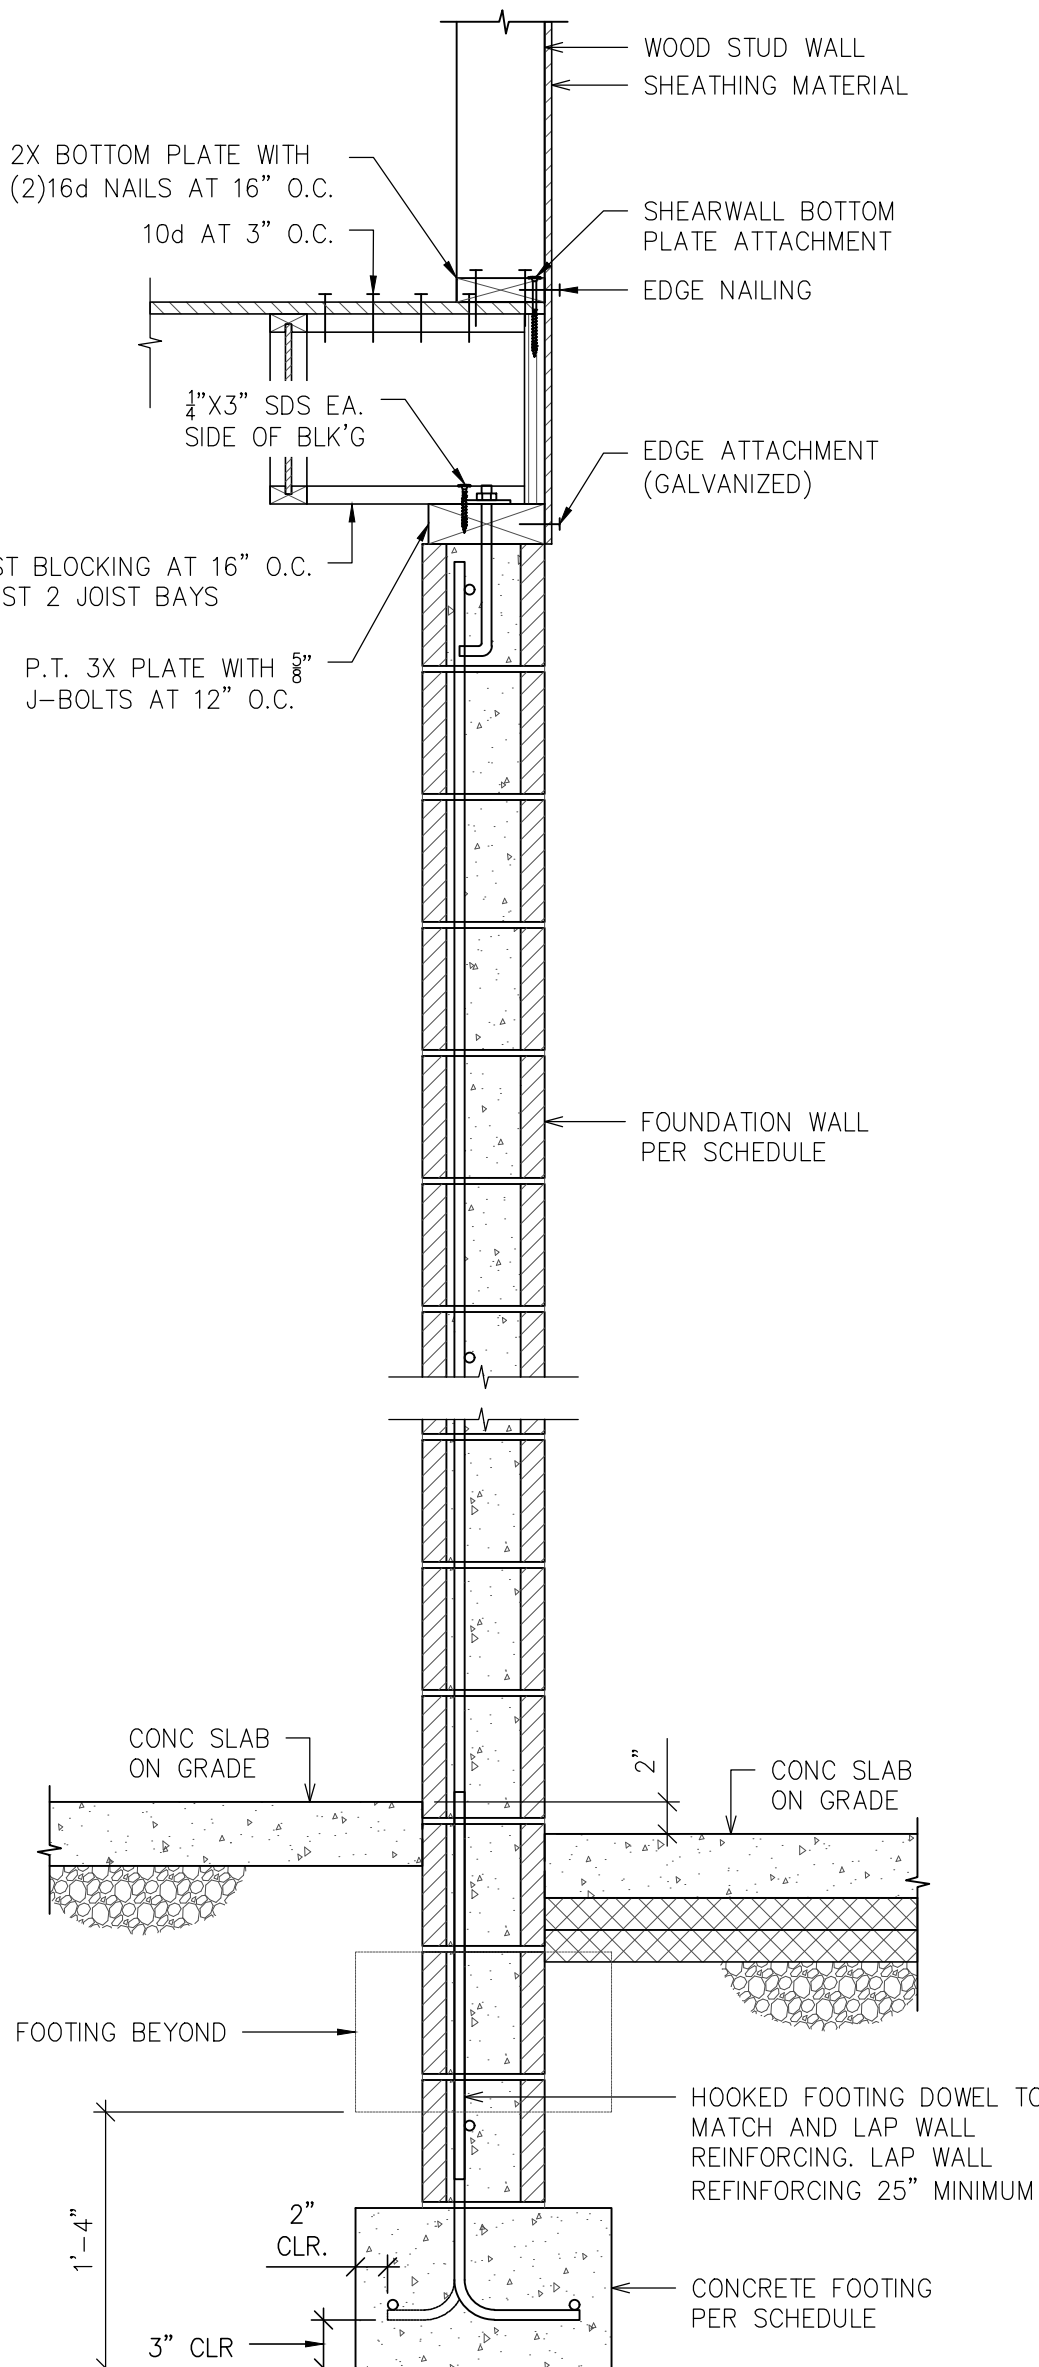 WOOD STUD WALL
SHEATHING MATERIAL
2X BOTTOM PLATE WITH
(2)16d NAILS AT 16" O.C.
10d AT 3" O.C.
SHEARWALL BOTTOM
PLATE ATTACHMENT
EDGE NAILING
1/4"X3" SDS EA.
SIDE OF BLK'G
EDGE ATTACHMENT
(GALVANIZED)
BLOCKING AT 16" O.C.
2 JOIST BAYS
P.T. 3X PLATE WITH 5/8"
J-BOLTS AT 12" O.C.
FOUNDATION WALL
PER SCHEDULE
CONC SLAB
ON GRADE
2"
CONC SLAB
ON GRADE
FOOTING BEYOND
HOOKED FOOTING DOWEL TO
MATCH AND LAP WALL
REINFORCING. LAP WALL
REFINFORCING 25" MINIMUM
1'-4"
2"
CLR.
CONCRETE FOOTING
PER SCHEDULE
3" CLR